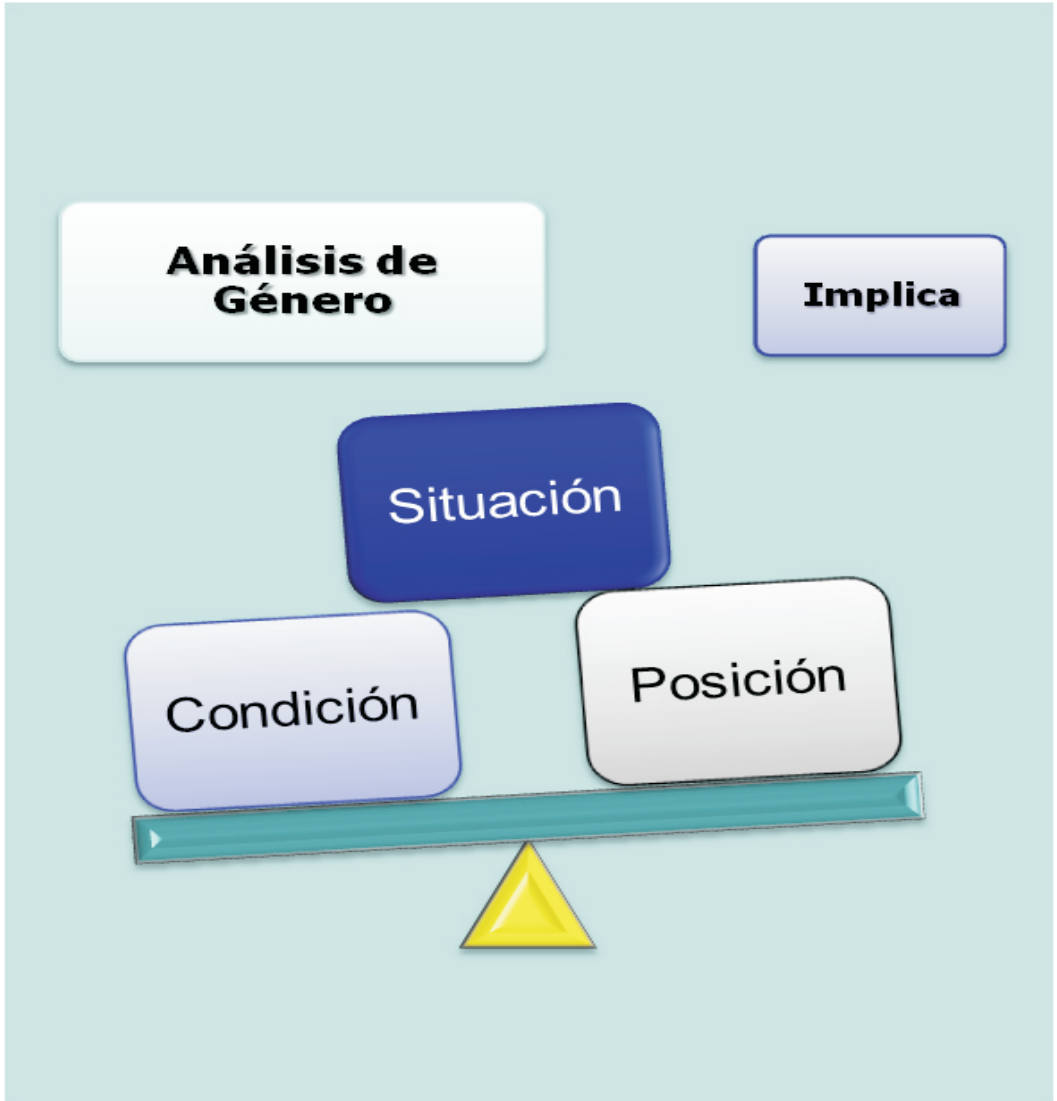 Análisis de
Género
Implica
Situación
Condición
Posición